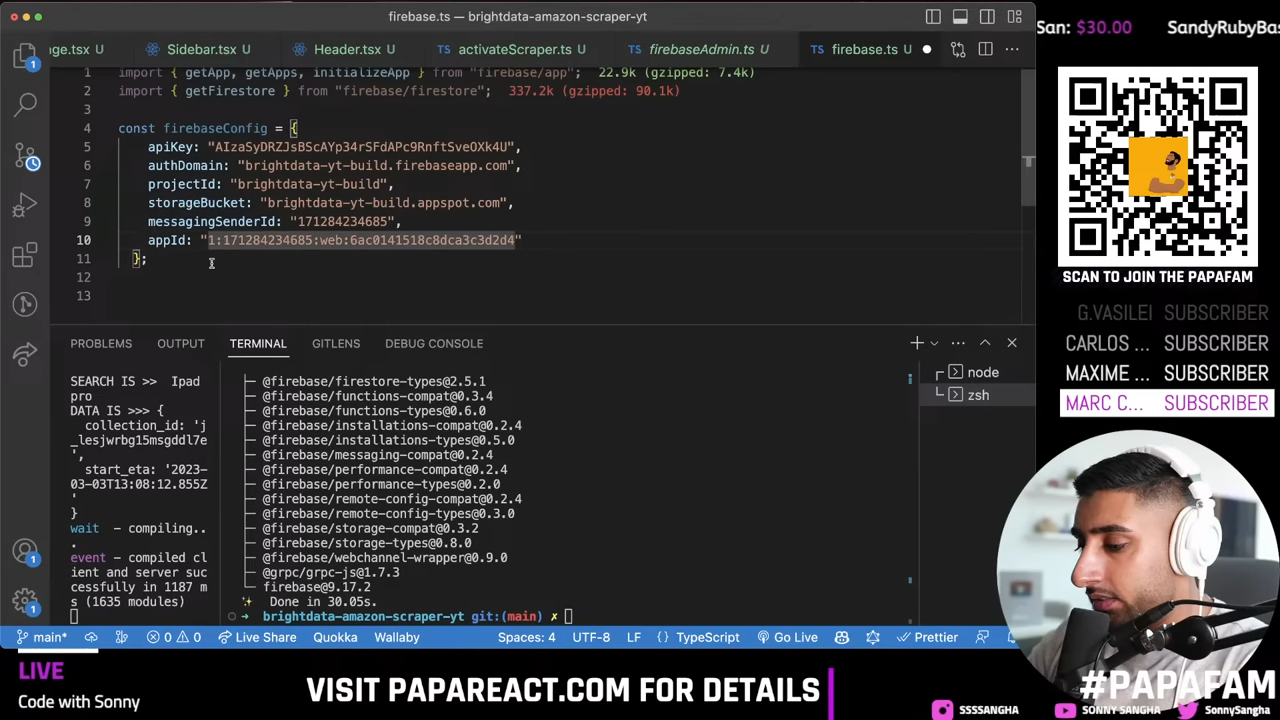 firebase.ts — brightdata-amazon-scraper-yt
San: $30.00 SandyRubyBas
age.tsx U Sidebar.tsx U Header.tsx U activateScraper.ts U firebaseAdmin.ts U firebase.ts U
1 import { getApp, getApps, initializeApp } from "firebase/app"; 22.9k (gzipped: 7.4k)
2 import { getFirestore } from "firebase/firestore"; 337.2k (gzipped: 90.1k)
3
4 const firebaseConfig = {
5 apiKey: "AIzaSyDRZJsBScAYp34rSFdAPc9RnftSveOXk4U",
6 authDomain: "brightdata-yt-build.firebaseapp.com",
7 projectId: "brightdata-yt-build",
8 storageBucket: "brightdata-yt-build.appspot.com",
9 messagingSenderId: "171284234685",
10 appId: "1:171284234685:web:6ac0141518c8dca3c3d2d4"
11 };
12
13
SCAN TO JOIN THE PAPAFAM
G.VASILEI SUBSCRIBER
CARLOS ... SUBSCRIBER
MAXIME ... SUBSCRIBER
MARC C... SUBSCRIBER
PROBLEMS OUTPUT TERMINAL GITLENS DEBUG CONSOLE
node
zsh
SEARCH IS >> Ipad
pro
DATA IS >>> {
collection_id: 'j
_lesjwrbg15msgddl7e
',
start_eta: '2023-
03-03T13:08:12.855Z
'
}
wait - compiling..
.
event - compiled cl
ient and server suc
cessfully in 1187 m
s (1635 modules)
├─ @firebase/firestore-types@2.5.1
├─ @firebase/functions-compat@0.3.4
├─ @firebase/functions-types@0.6.0
├─ @firebase/installations-compat@0.2.4
├─ @firebase/installations-types@0.5.0
├─ @firebase/messaging-compat@0.2.4
├─ @firebase/performance-compat@0.2.4
├─ @firebase/performance-types@0.2.0
├─ @firebase/remote-config-compat@0.2.4
├─ @firebase/remote-config-types@0.3.0
├─ @firebase/storage-compat@0.3.2
├─ @firebase/storage-types@0.8.0
├─ @firebase/webchannel-wrapper@0.9.0
├─ @grpc/grpc-js@1.7.3
└─ firebase@9.17.2
✨ Done in 30.05s.
➜ brightdata-amazon-scraper-yt git:(main) ✗
1
1
1
main* 0 0 Live Share Quokka Wallaby Spaces: 4 UTF-8 LF {} TypeScript Go Live Prettier
LIVE
Code with Sonny
VISIT PAPAREACT.COM FOR DETAILS
#PAPAFAM
SSSSANGHA SONNY SANGHA SonnySangha